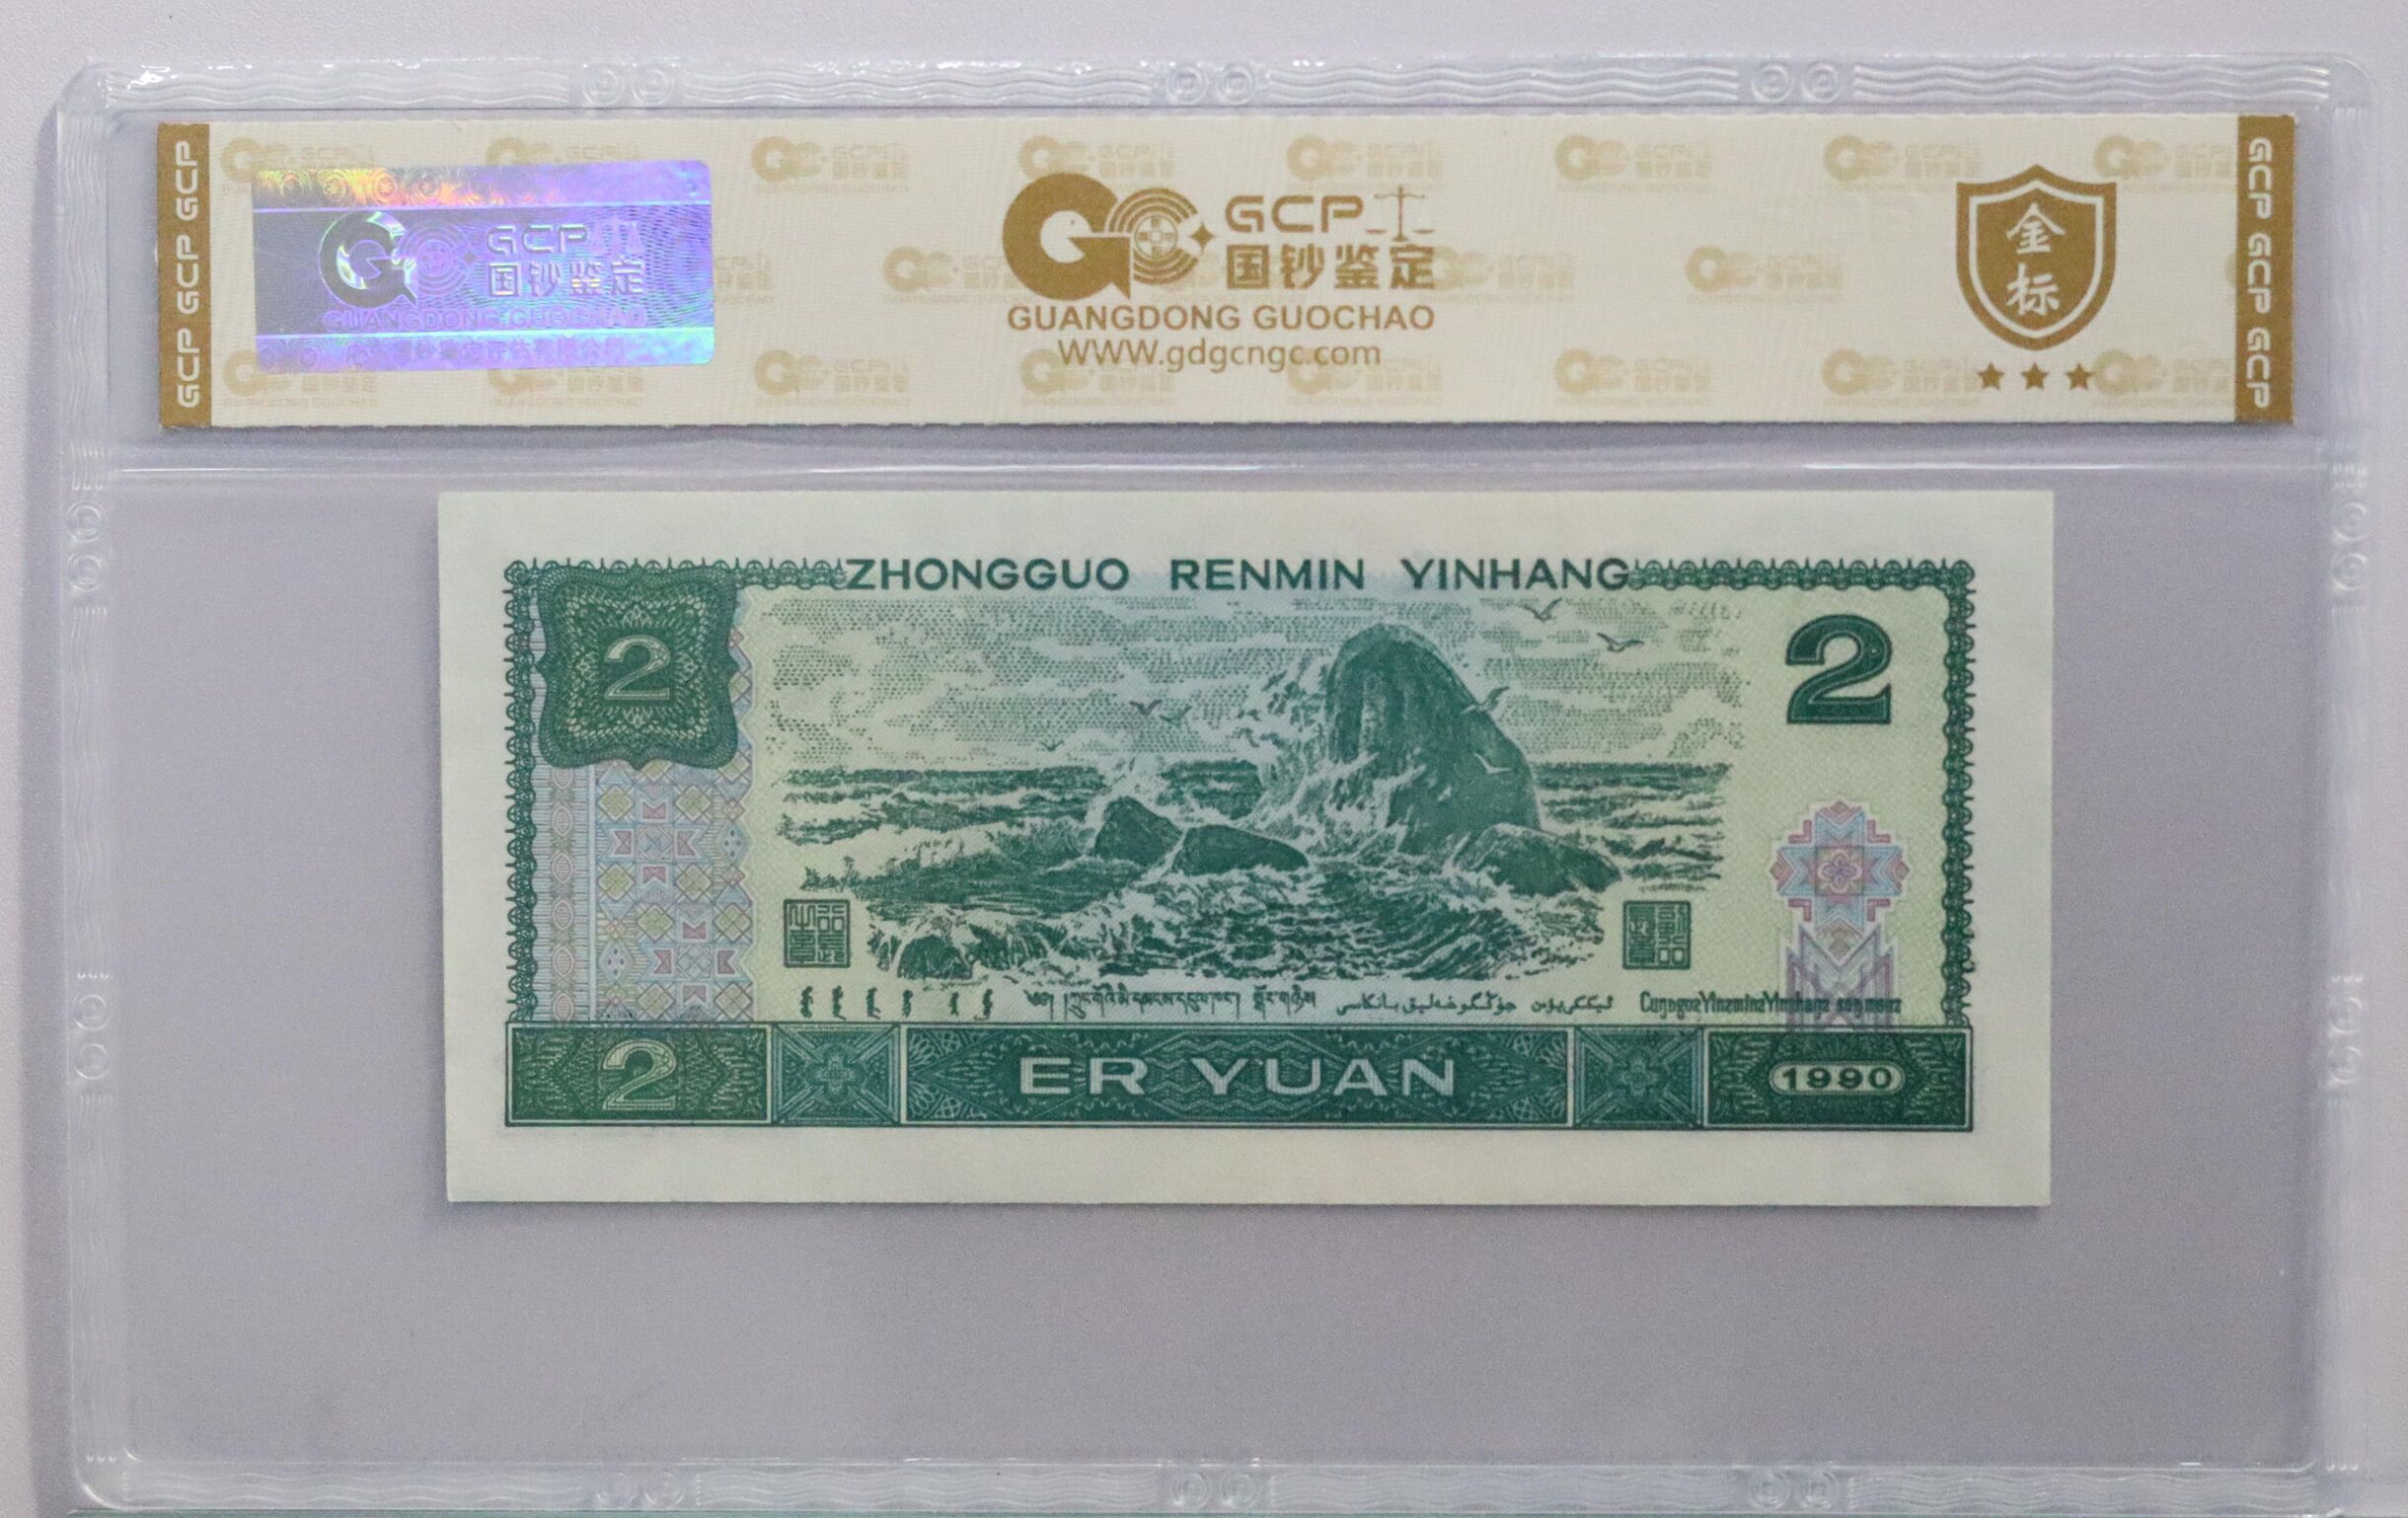 GCP GCP GCP
GCP
国钞鉴定
GUANGDONG GUOCHAO
GCP
国钞鉴定
GUANGDONG GUOCHAO
WWW.gdgcngc.com
金
标
GCP GCP GCP
ZHONGGUO RENMIN YINHANG
2
2
2
ER YUAN
1990